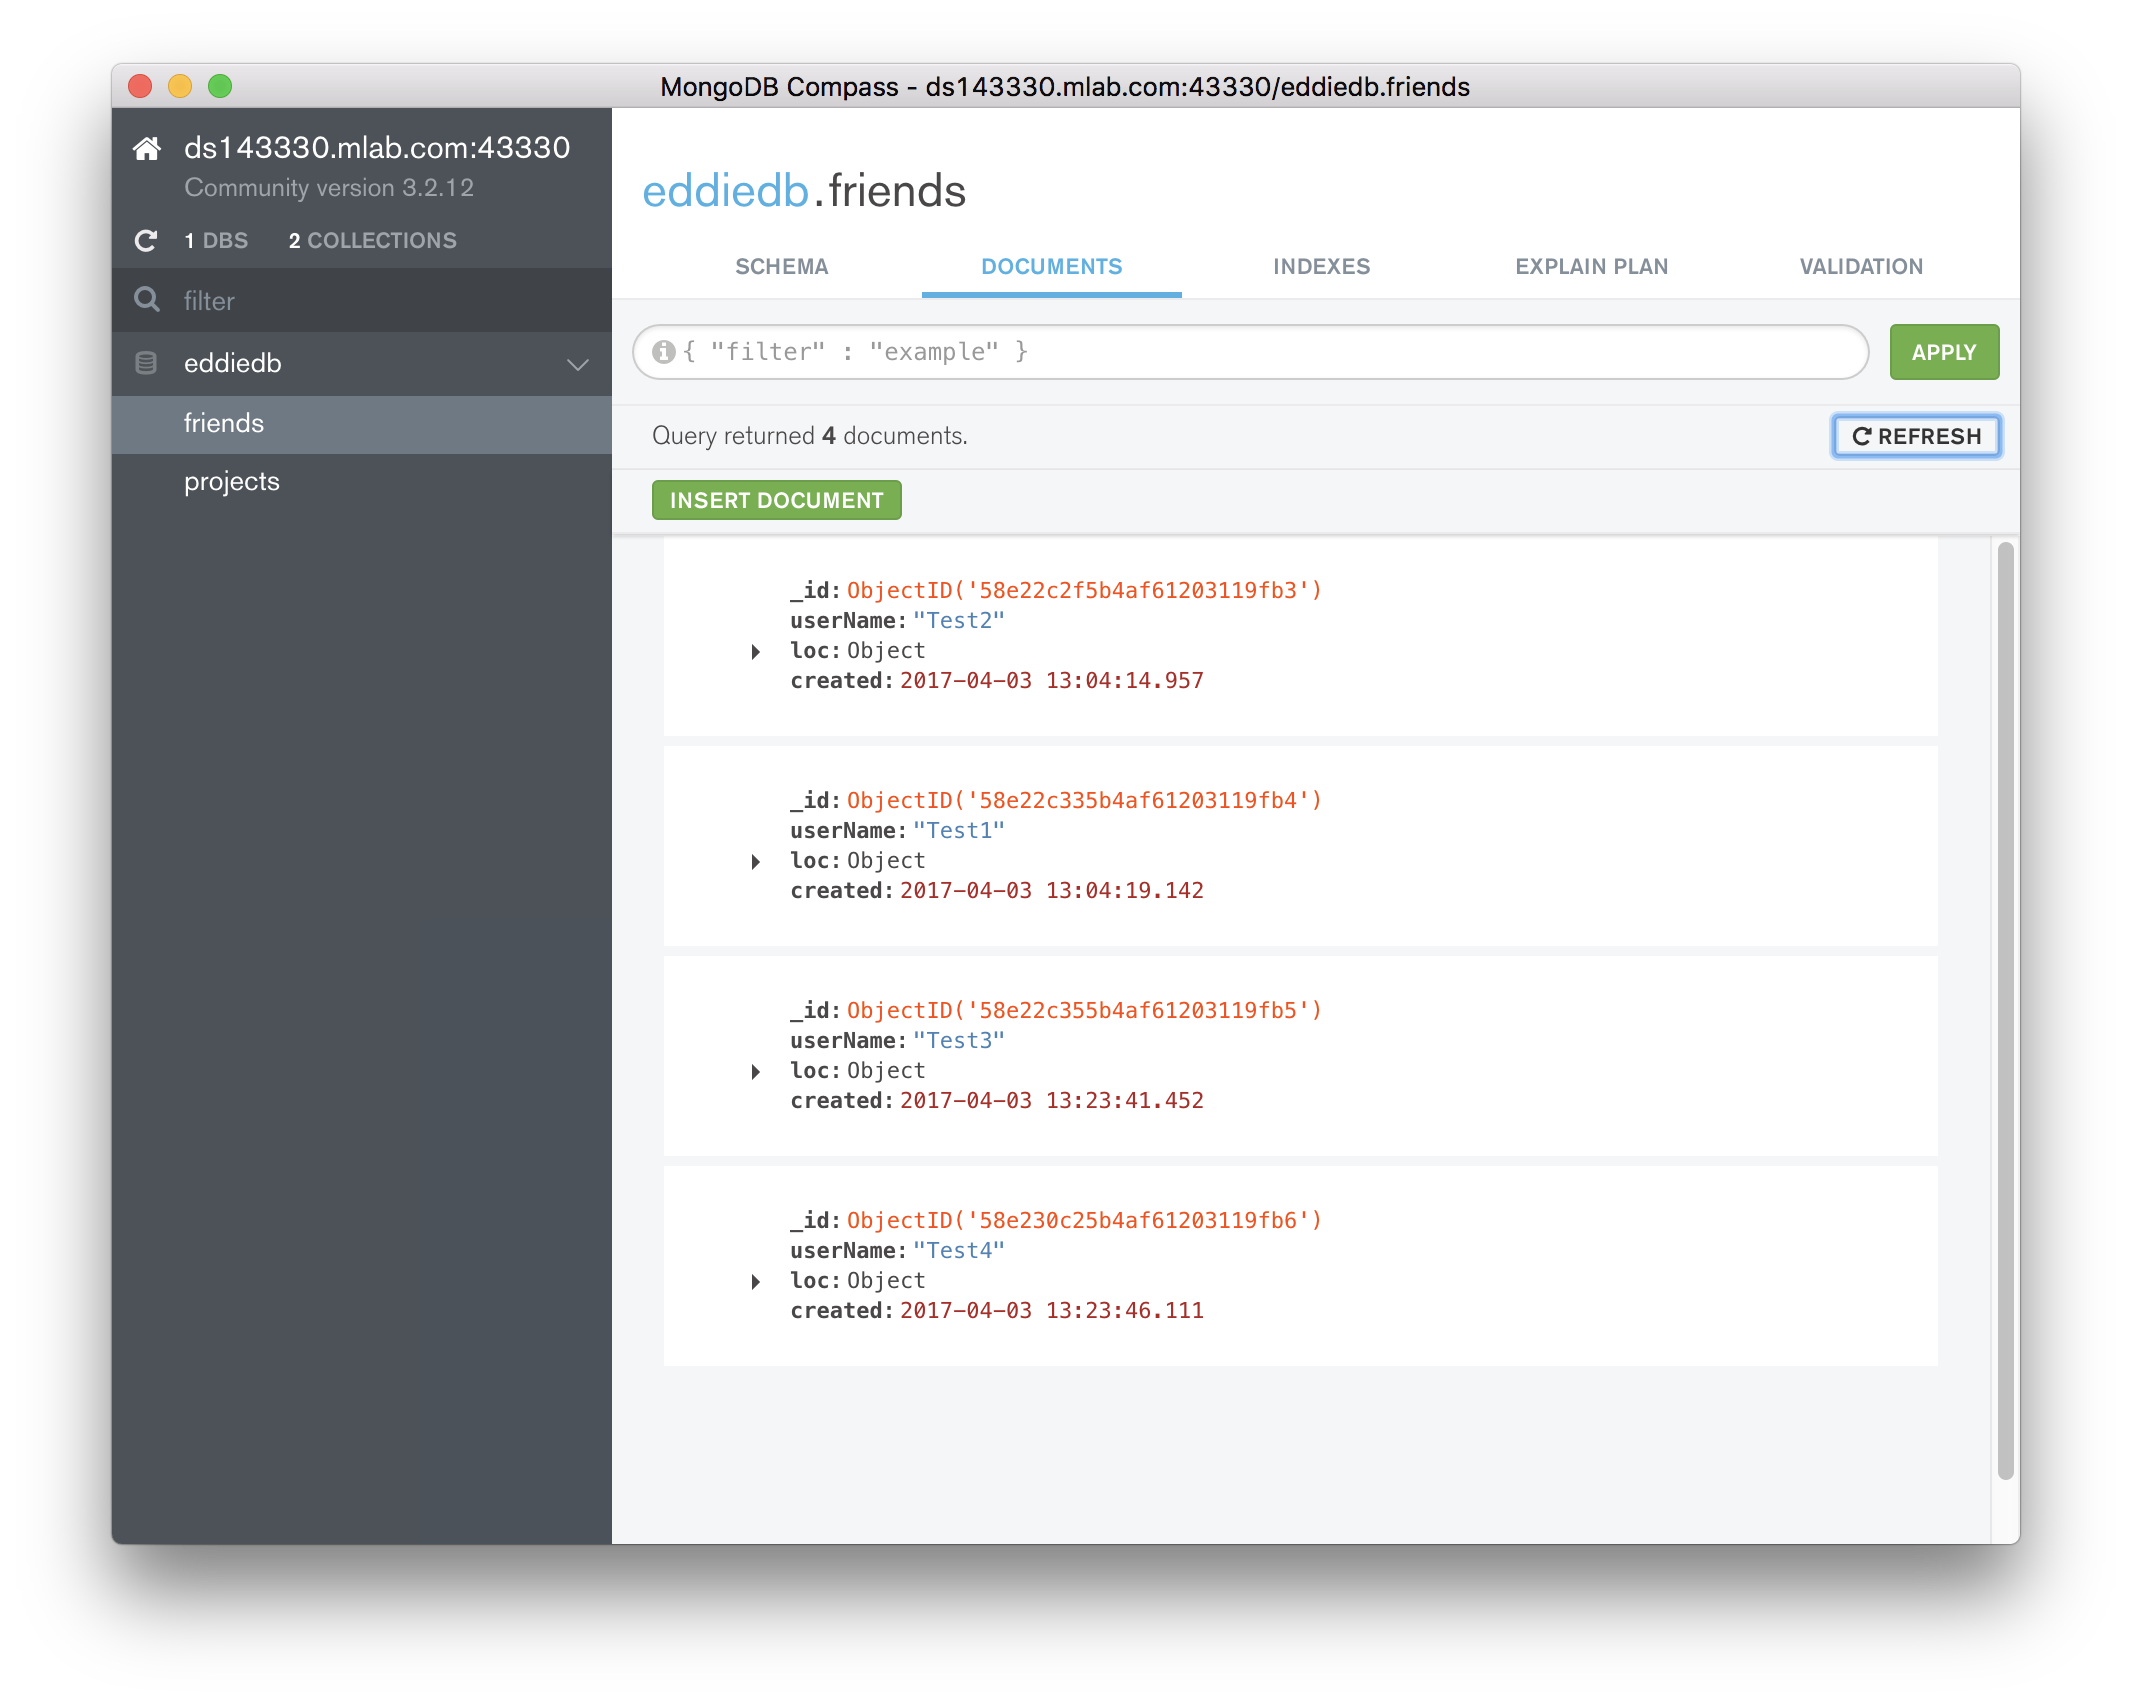 MongoDB Compass - ds143330.mlab.com:43330/eddiedb.friends
ds143330.mlab.com:43330
Community version 3.2.12
1 DBS 2 COLLECTIONS
filter
eddiedb
friends
projects
eddiedb.friends
SCHEMA DOCUMENTS INDEXES EXPLAIN PLAN VALIDATION
{ "filter" : "example" } APPLY
Query returned 4 documents. REFRESH
INSERT DOCUMENT
_id: ObjectID('58e22c2f5b4af61203119fb3')
userName: "Test2"
loc: Object
created: 2017-04-03 13:04:14.957
_id: ObjectID('58e22c335b4af61203119fb4')
userName: "Test1"
loc: Object
created: 2017-04-03 13:04:19.142
_id: ObjectID('58e22c355b4af61203119fb5')
userName: "Test3"
loc: Object
created: 2017-04-03 13:23:41.452
_id: ObjectID('58e230c25b4af61203119fb6')
userName: "Test4"
loc: Object
created: 2017-04-03 13:23:46.111